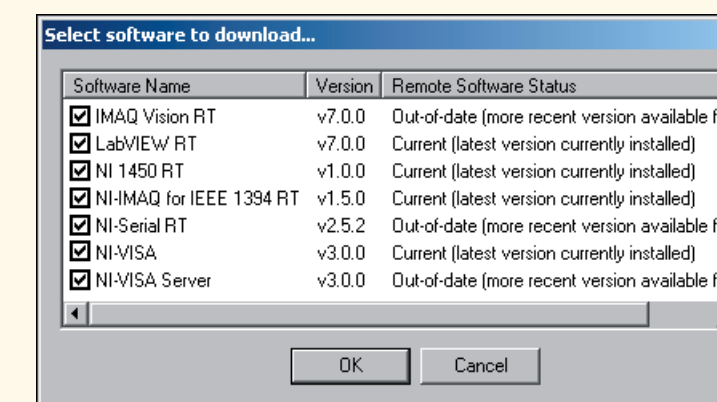 Select software to download...
Software Name Version Remote Software Status
IMAQ Vision RT v7.0.0 Out-of-date (more recent version available
LabVIEW RT v7.0.0 Current (latest version currently installed)
NI 1450 RT v1.0.0 Current (latest version currently installed)
NI-IMAQ for IEEE 1394 RT v1.5.0 Current (latest version currently installed)
NI-Serial RT v2.5.2 Out-of-date (more recent version available
NI-VISA v3.0.0 Current (latest version currently installed)
NI-VISA Server v3.0.0 Out-of-date (more recent version available
OK Cancel